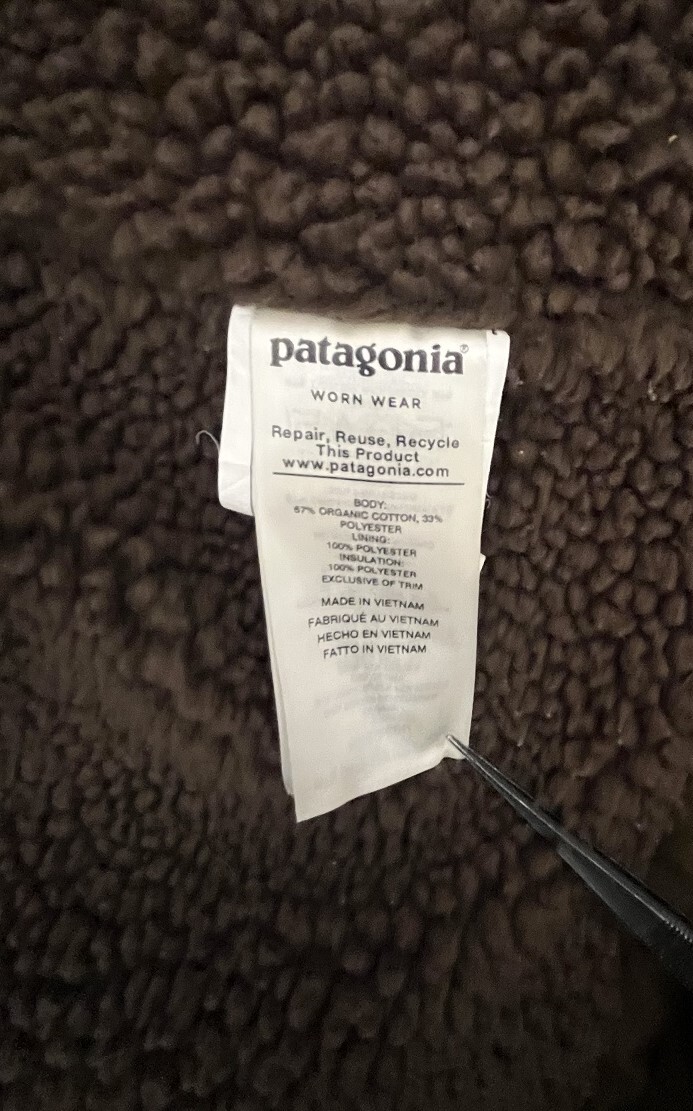 patagonia®
WORN WEAR
Repair, Reuse, Recycle
This Product
www.patagonia.com
BODY:
67% ORGANIC COTTON, 33%
POLYESTER
LINING:
100% POLYESTER
INSULATION:
100% POLYESTER
EXCLUSIVE OF TRIM
MADE IN VIETNAM
FABRIQUÉ AU VIETNAM
HECHO EN VIETNAM
FATTO IN VIETNAM